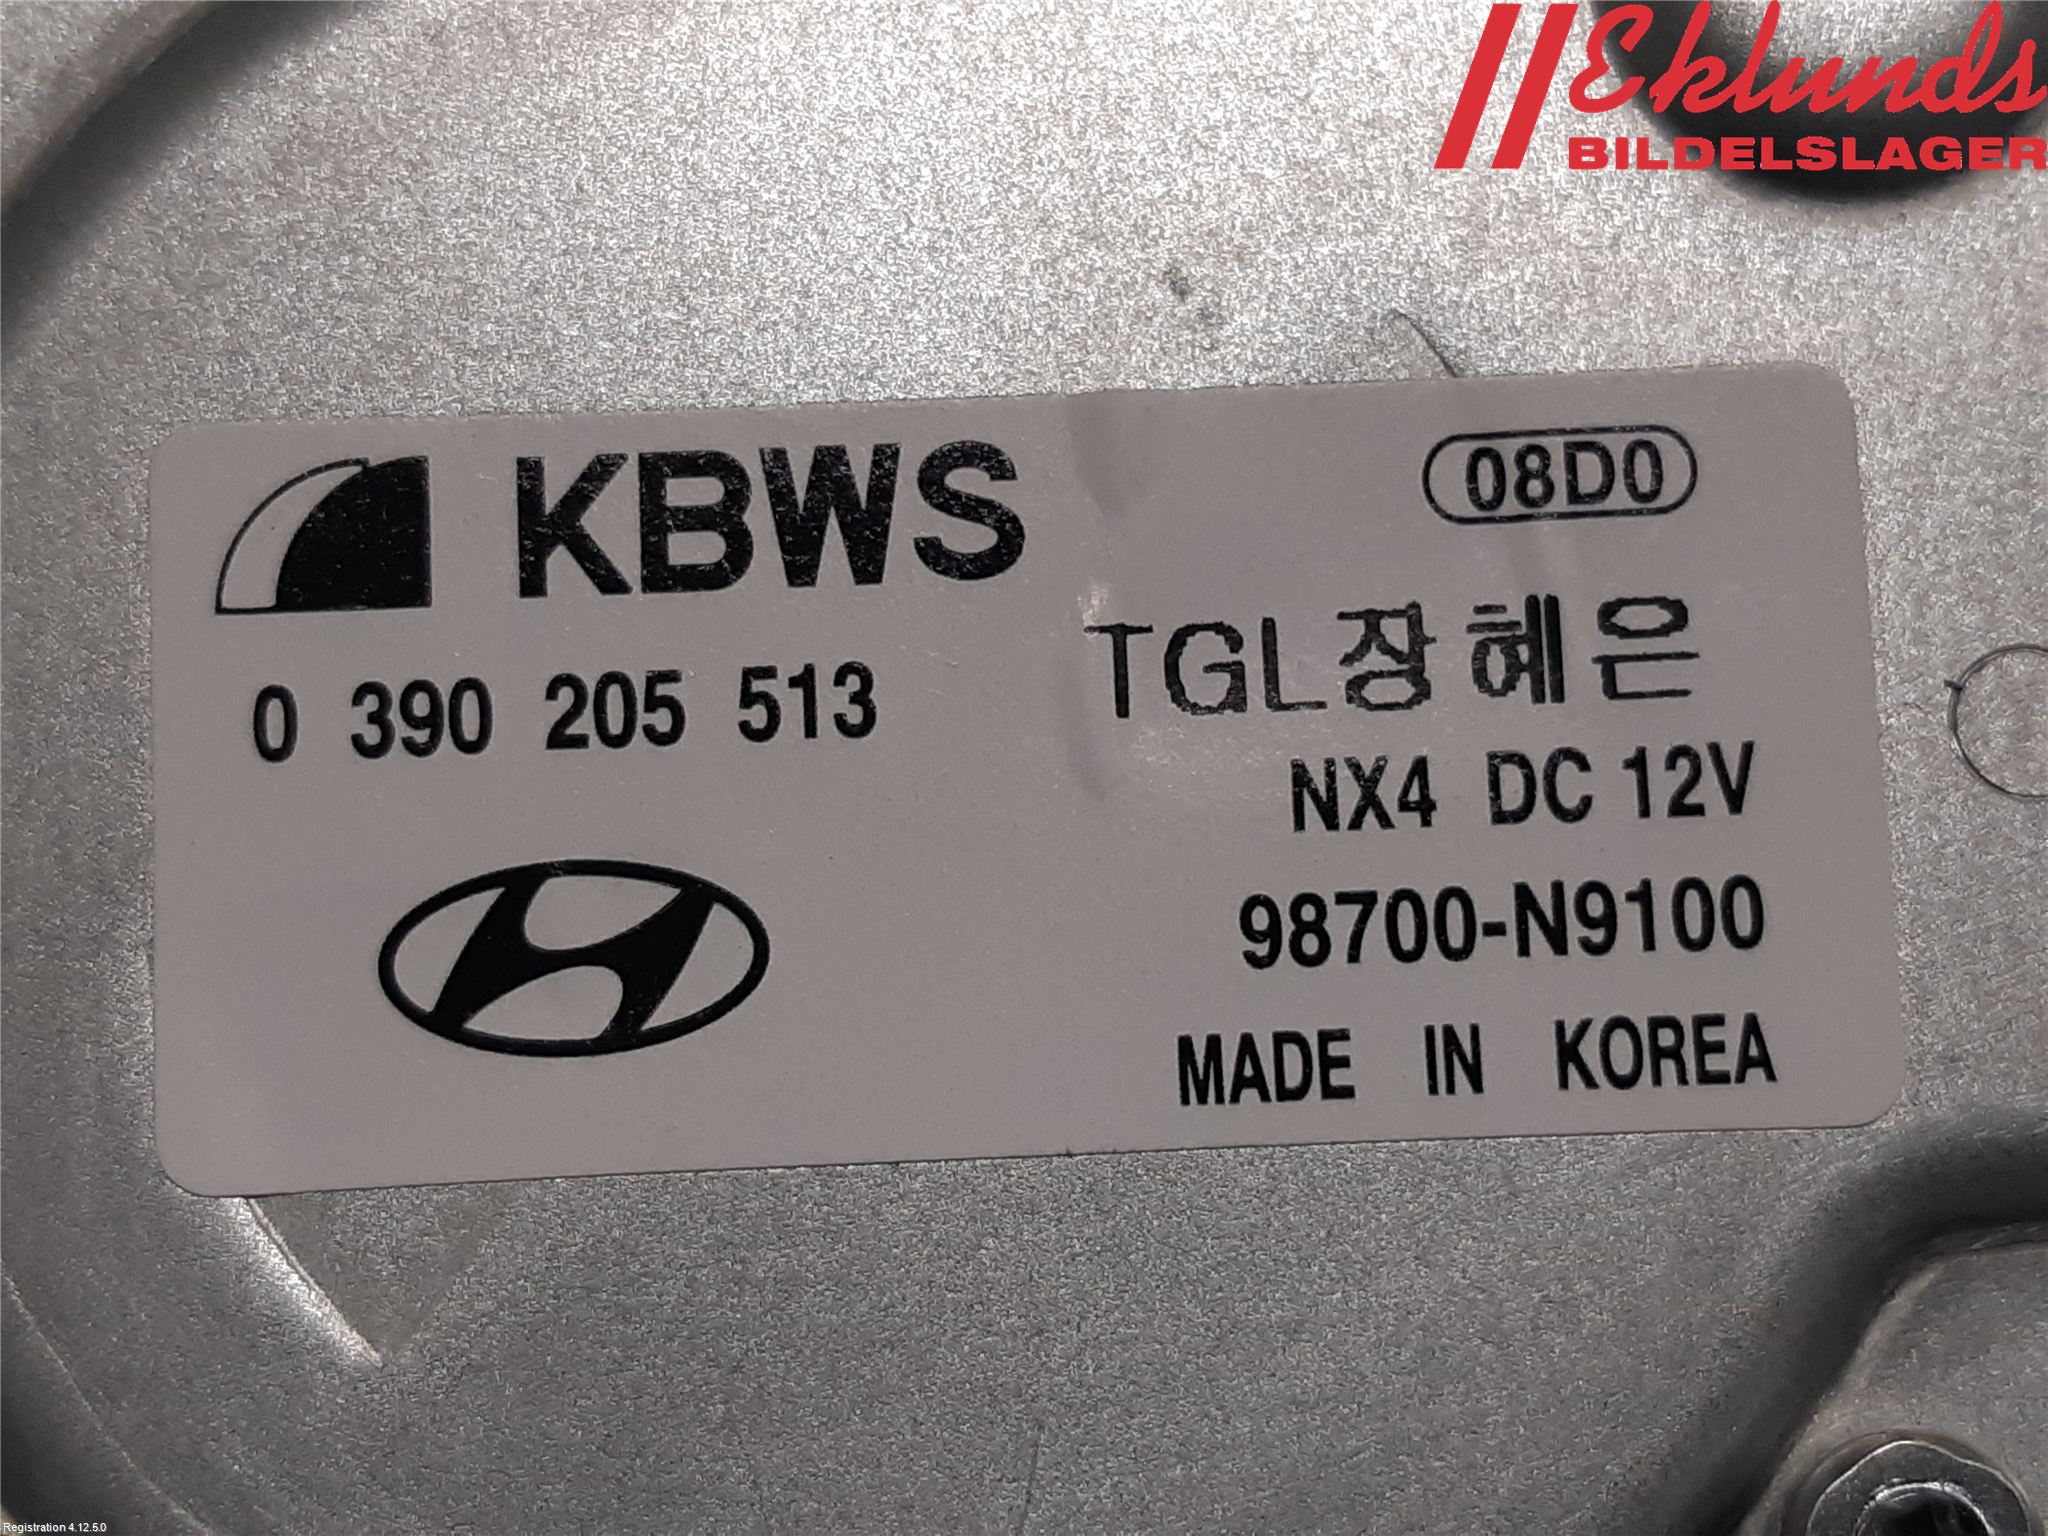 Eklunds
BILDELSLAGER
KBWS
08D0
0 390 205 513
TGL장혜은
NX4 DC 12V
98700-N9100
MADE IN KOREA
Registration 4.12.5.0